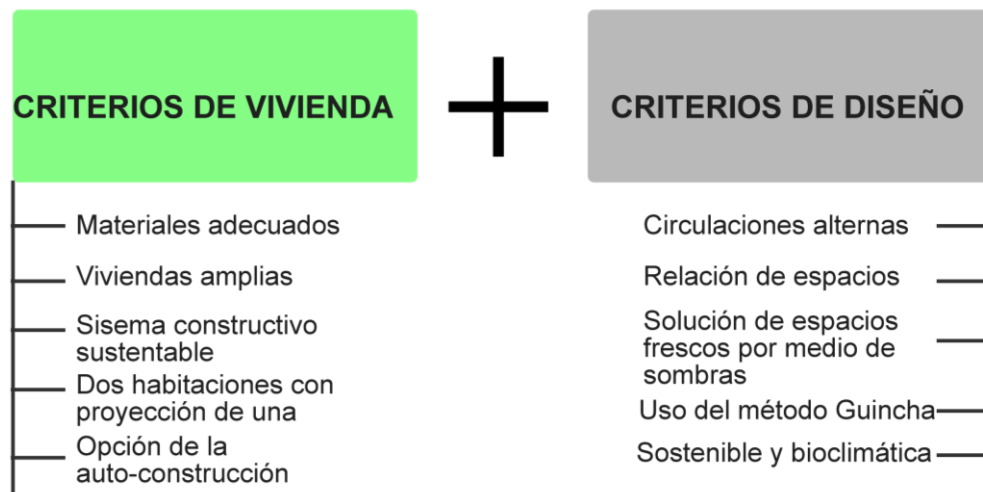 CRITERIOS DE VIVIENDA
Materiales adecuados
Viviendas amplias
Sisema constructivo
sustentable
Dos habitaciones con
proyección de una
Opción de la
auto-construcción
+
CRITERIOS DE DISEÑO
Circulaciones alternas
Relación de espacios
Solución de espacios
frescos por medio de
sombras
Uso del método Guincha
Sostenible y bioclimática